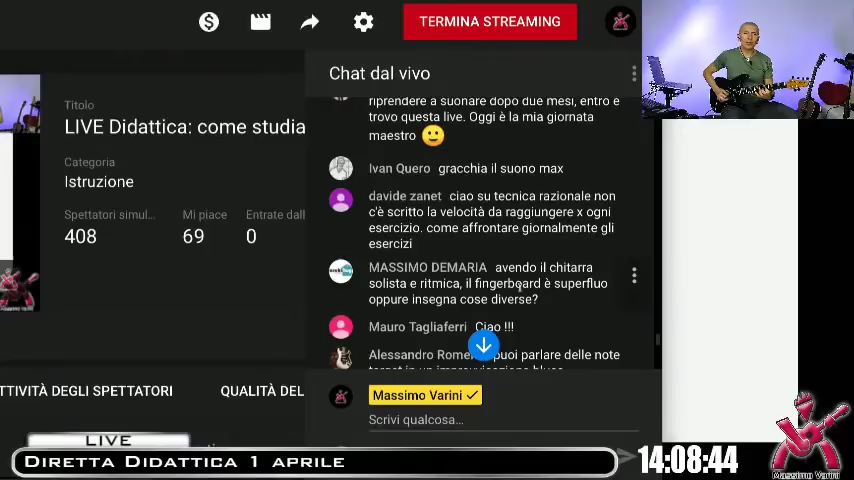 TERMINA STREAMING
Chat dal vivo
riprendere a suonare dopo due mesi, entro e
trovo questa live. Oggi è la mia giornata
maestro
Titolo
LIVE Didattica: come studia
Categoria
Istruzione
Spettatori simul...
Mi piace
Entrate dall
408
69
0
Ivan Quero gracchia il suono max
davide zanet ciao su tecnica razionale non
c'è scritto la velocità da raggiungere x ogni
esercizio. come affrontare giornalmente gli
esercizi
MASSIMO DEMARIA avendo il chitarra
solista e ritmica, il fingerboard è superfluo
oppure insegna cose diverse?
Mauro Tagliaferri Ciao !!!
Alessandro Rome puoi parlare delle note
TTIVITÀ DEGLI SPETTATORI
QUALITÀ DEL
Massimo Varini
Scrivi qualcosa...
LIVE
DIRETTA DIDATTICA 1 APRILE
14:08:44
Massimo Varini